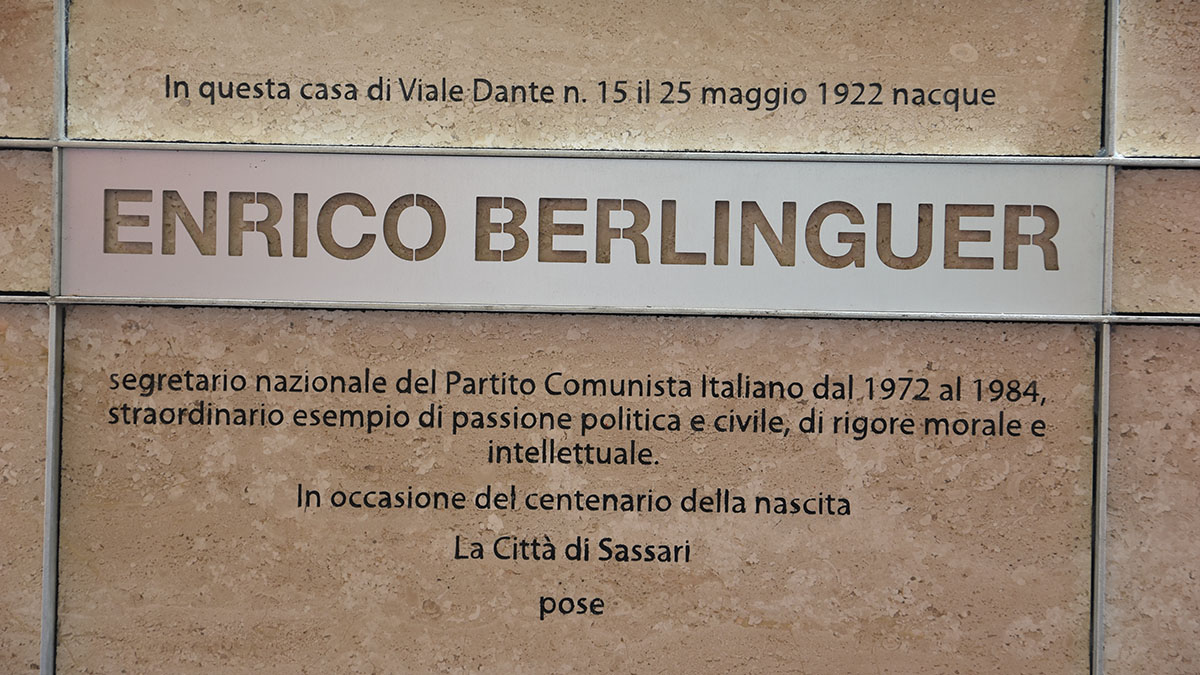 In questa casa di Viale Dante n. 15 il 25 maggio 1922 nacque
ENRICO BERLINGUER
segretario nazionale del Partito Comunista Italiano dal 1972 al 1984,
straordinario esempio di passione politica e civile, di rigore morale e
intellettuale.
In occasione del centenario della nascita
La Città di Sassari
pose